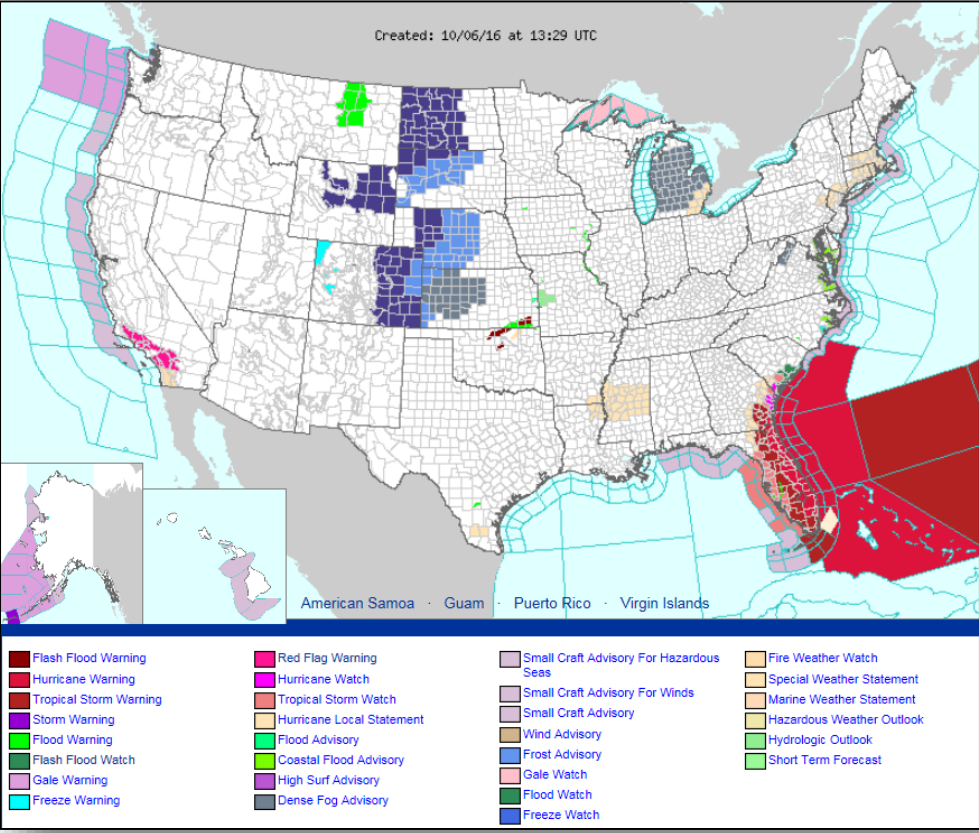 Created: 10/06/16 at 13:29 UTC
American Samoa · Guam · Puerto Rico · Virgin Islands
Flash Flood Warning
Hurricane Warning
Tropical Storm Warning
Storm Warning
Flood Warning
Flash Flood Watch
Gale Warning
Freeze Warning
Red Flag Warning
Hurricane Watch
Tropical Storm Watch
Hurricane Local Statement
Flood Advisory
Coastal Flood Advisory
High Surf Advisory
Dense Fog Advisory
Small Craft Advisory For Hazardous
Seas
Small Craft Advisory For Winds
Small Craft Advisory
Wind Advisory
Frost Advisory
Gale Watch
Flood Watch
Freeze Watch
Fire Weather Watch
Special Weather Statement
Marine Weather Statement
Hazardous Weather Outlook
Hydrologic Outlook
Short Term Forecast